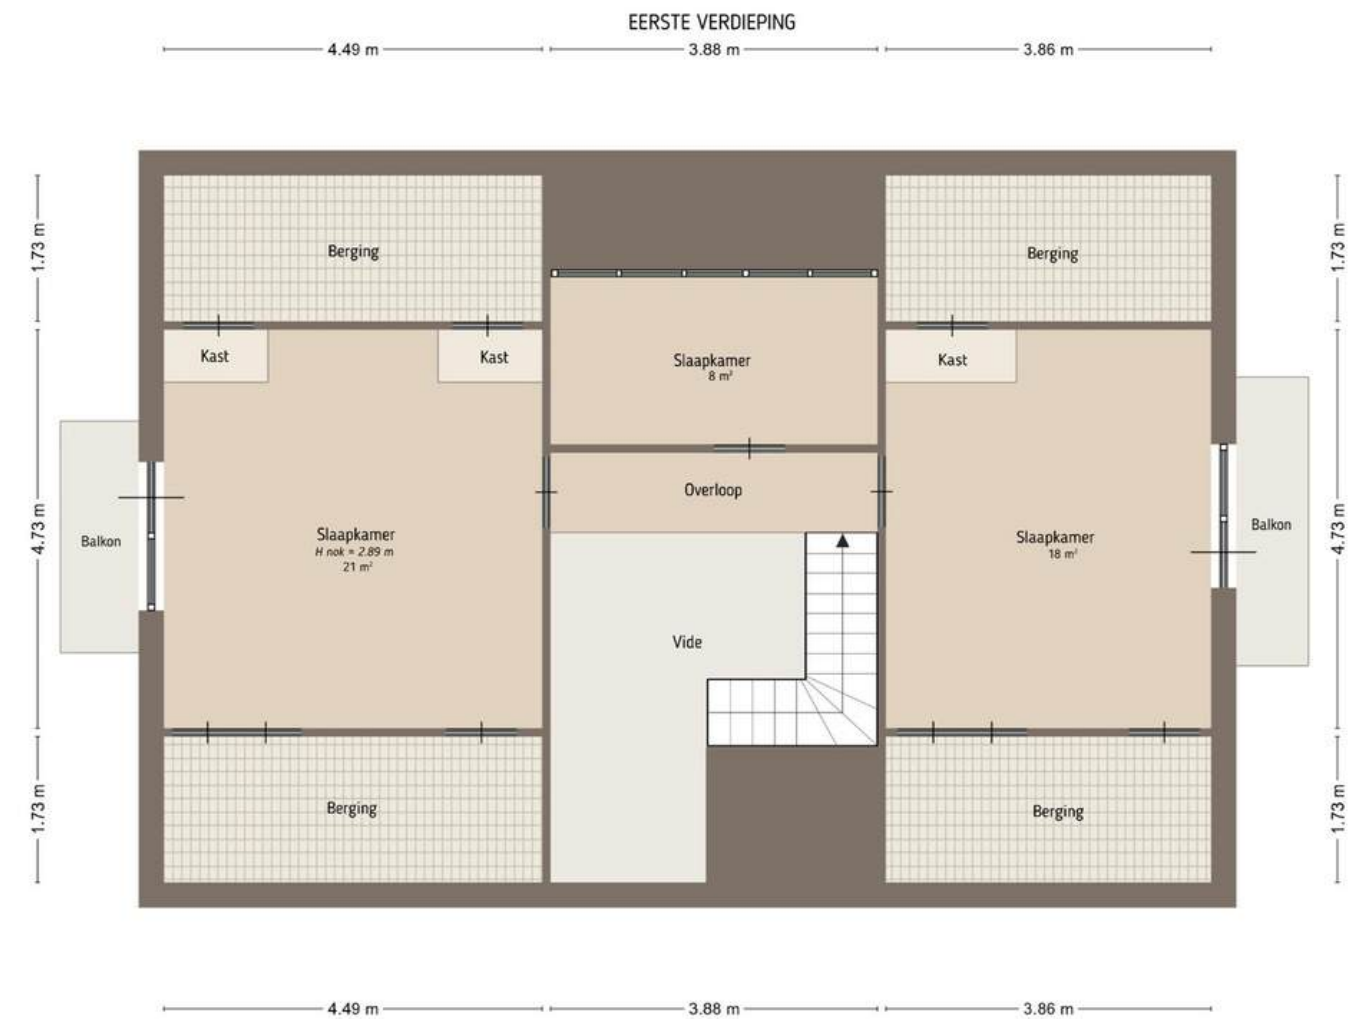 EERSTE VERDIEPING
4.49 m
3.88 m
3.86 m
1.73 m
Berging
Berging
1.73 m
Kast
Kast
Slaapkamer
8 m²
Kast
4.73 m
Balkon
Slaapkamer
H nok = 2.89 m
21 m²
Overloop
Slaapkamer
18 m²
Balkon
4.73 m
Vide
1.73 m
Berging
Berging
1.73 m
4.49 m
3.88 m
3.86 m